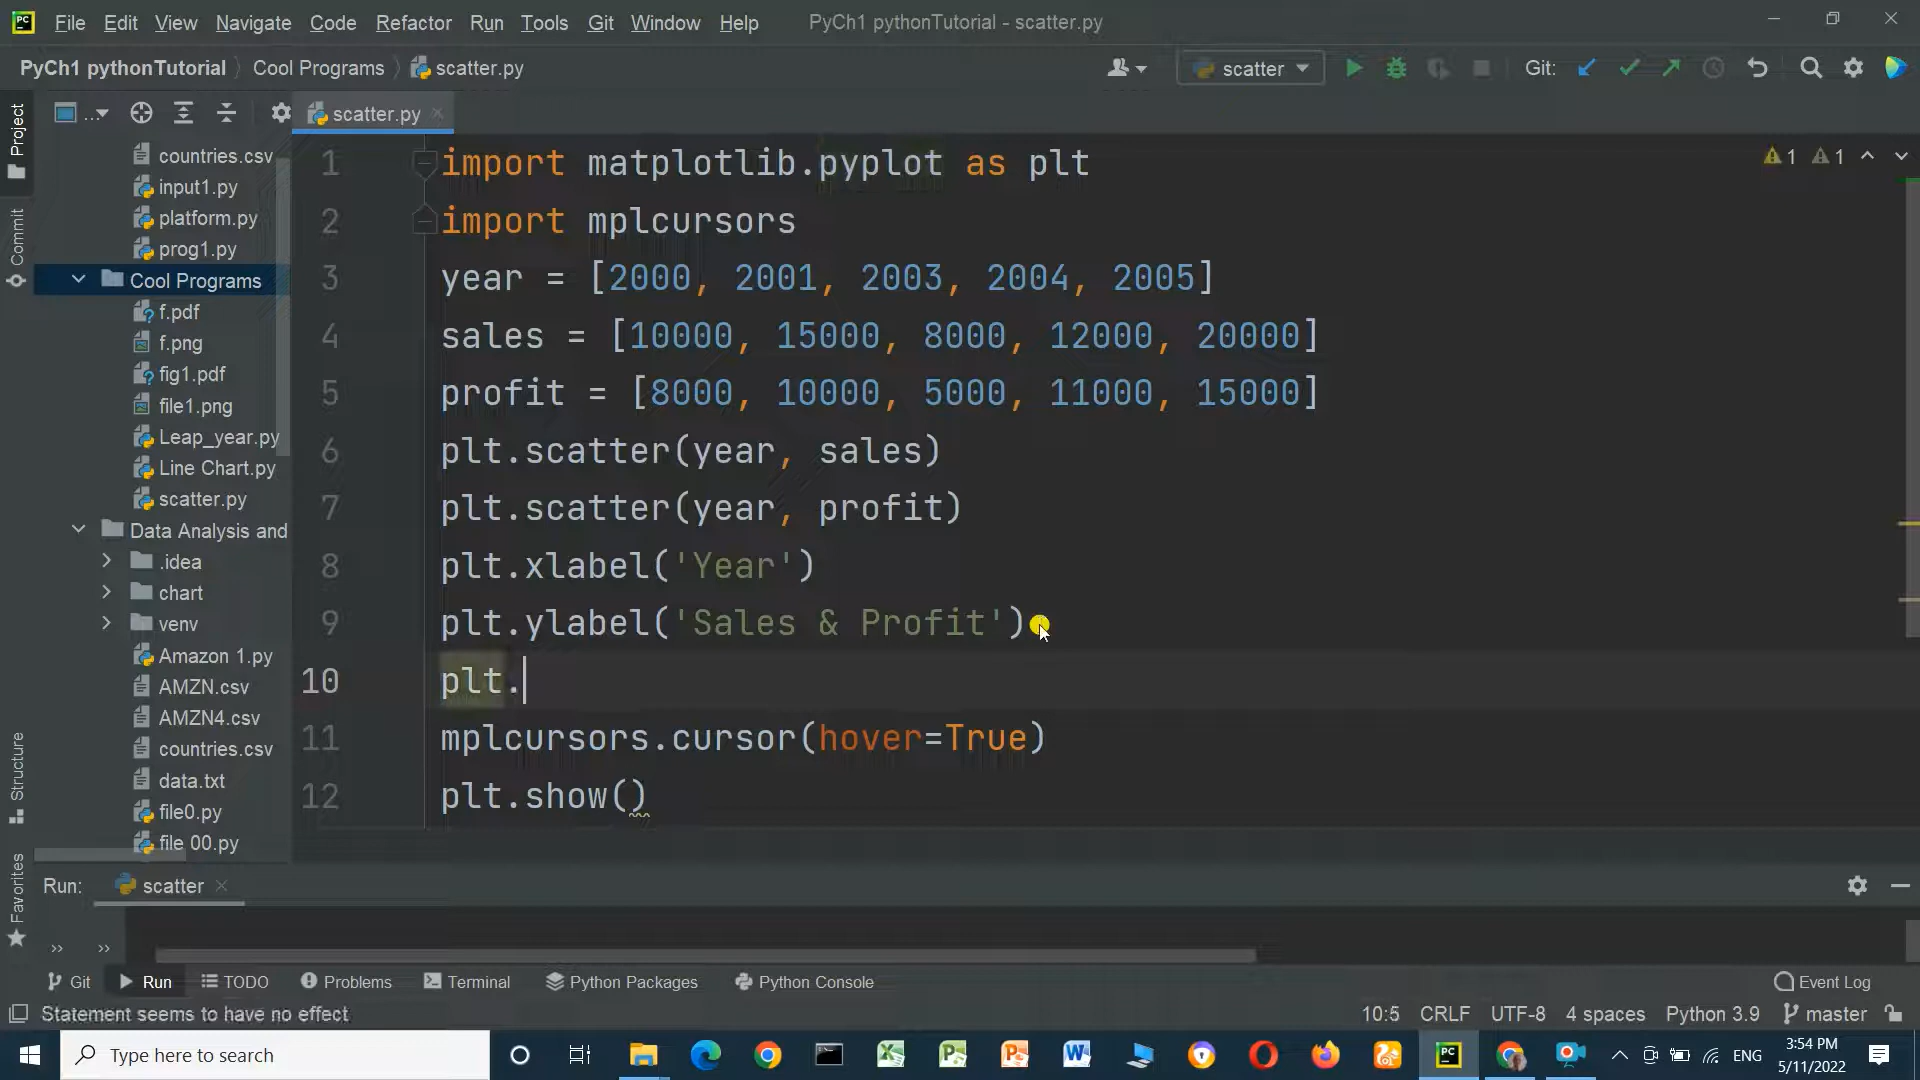 PC File Edit View Navigate Code Refactor Run Tools Git Window Help PyCh1 pythonTutorial - scatter.py
PyCh1 pythonTutorial Cool Programs scatter.py scatter Git:
... scatter.py
Project
Commit
Structure
Favorites
countries.csv
input1.py
platform.py
prog1.py
Cool Programs
f.pdf
f.png
fig1.pdf
file1.png
Leap_year.py
Line Chart.py
scatter.py
Data Analysis and
.idea
chart
venv
Amazon 1.py
AMZN.csv
AMZN4.csv
countries.csv
data.txt
file0.py
file 00.py
1 import matplotlib.pyplot as plt
2 import mplcursors
3 year = [2000, 2001, 2003, 2004, 2005]
4 sales = [10000, 15000, 8000, 12000, 20000]
5 profit = [8000, 10000, 5000, 11000, 15000]
6 plt.scatter(year, sales)
7 plt.scatter(year, profit)
8 plt.xlabel('Year')
9 plt.ylabel('Sales & Profit')
10 plt.
11 mplcursors.cursor(hover=True)
12 plt.show()
1 1
Run: scatter
Git Run TODO Problems Terminal Python Packages Python Console Event Log
Statement seems to have no effect 10:5 CRLF UTF-8 4 spaces Python 3.9 master
Type here to search ENG 3:54 PM
5/11/2022